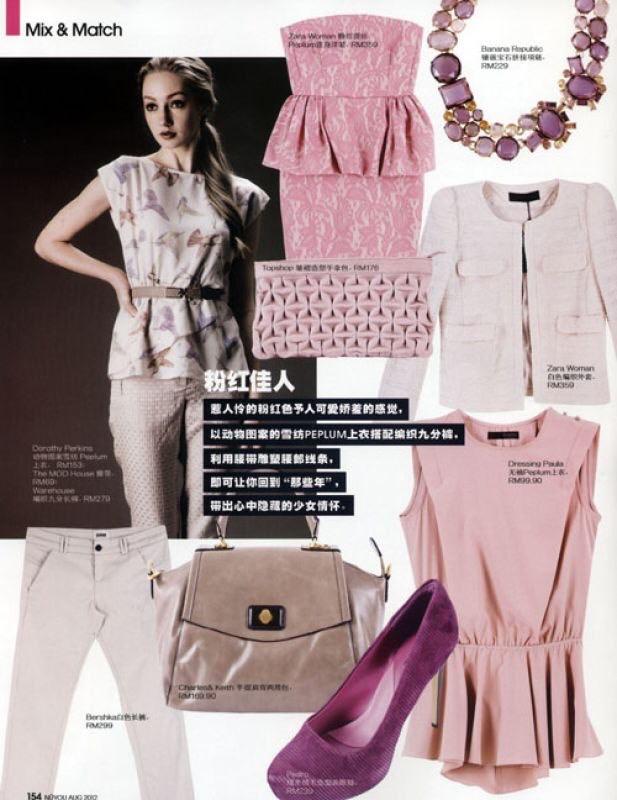 Mix & Match
Zara Woman
Peplum连身洋装，RM359
Banana Republic
镶嵌宝石拼接项链，
RM229
Topshop 皱褶造型手拿包，RM176
Zara Woman
白色编织外套，
RM359
粉红佳人
惹人怜的粉红色予人可爱娇羞的感觉，
以动物图案的雪纺PEPLUM上衣搭配编织九分裤，
利用腰带雕塑腰部线条，
即可让你回到“那些年”，
带出心中隐藏的少女情怀。
Dorothy Perkins
动物图案雪纺 Peplum
上衣，RM153；
The MOD House 腰带，
RM69；
Warehouse
编织九分长裤，RM279
Dressing Paula
无袖Peplum上衣，
RM99.90
Charles& Keith 手提肩背两用包，
RM169.90
Bershka白色长裤，
RM299
Pedro
RM239
154 NÜYOU AUG 2012